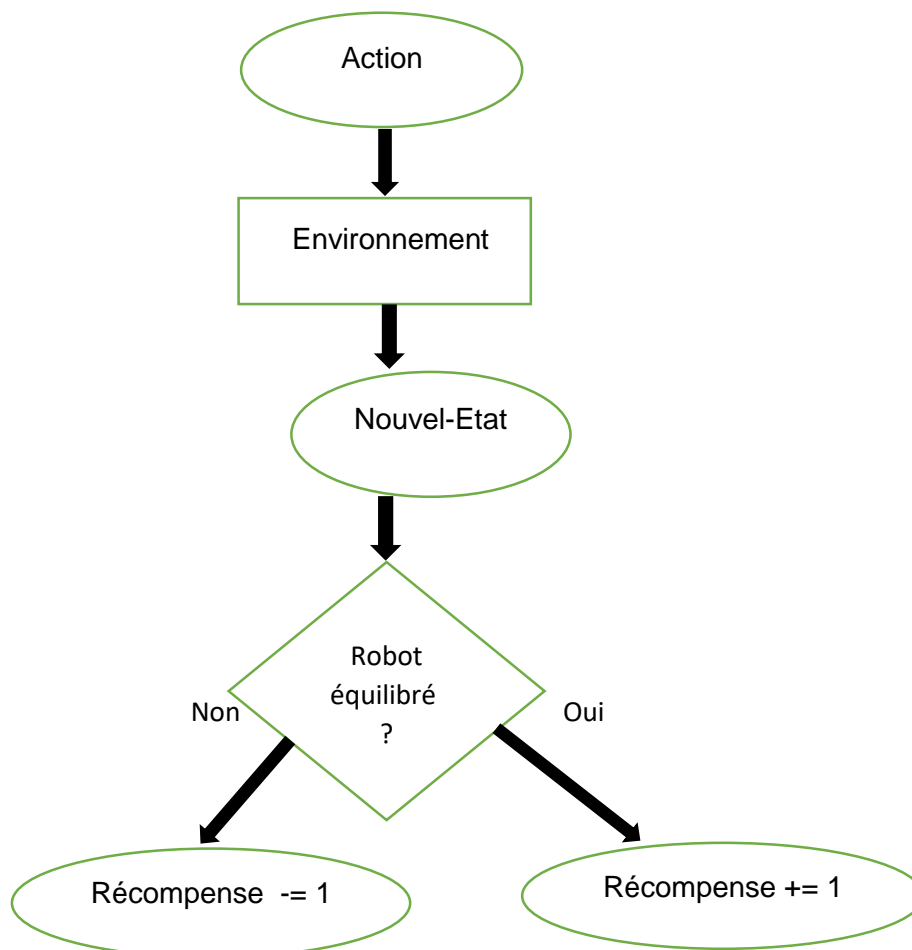 Action
Environnement
Nouvel-Etat
Robot
équilibré
?
Non
Oui
Récompense -= 1
Récompense += 1